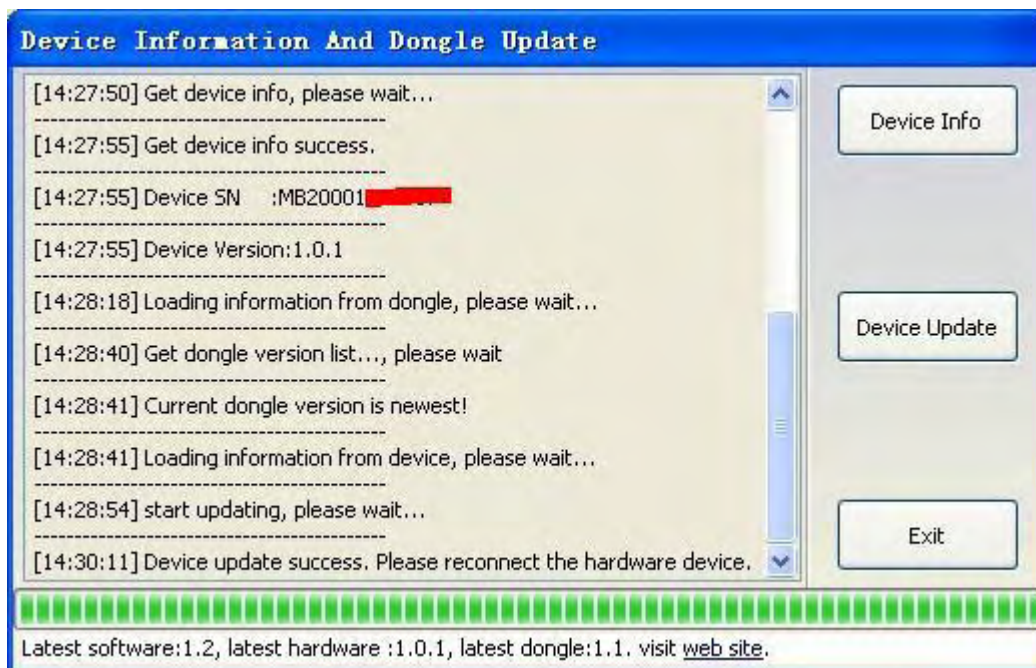 Device Information And Dongle Update
[14:27:50] Get device info, please wait...
-------------------------------------------
[14:27:55] Get device info success.
-------------------------------------------
[14:27:55] Device SN :MB20001
-------------------------------------------
[14:27:55] Device Version:1.0.1
-------------------------------------------
[14:28:18] Loading information from dongle, please wait...
-------------------------------------------
[14:28:40] Get dongle version list..., please wait
-------------------------------------------
[14:28:41] Current dongle version is newest!
-------------------------------------------
[14:28:41] Loading information from device, please wait...
-------------------------------------------
[14:28:54] start updating, please wait...
-------------------------------------------
[14:30:11] Device update success. Please reconnect the hardware device.
Device Info
Device Update
Exit
Latest software:1.2, latest hardware :1.0.1, latest dongle:1.1. visit web site.